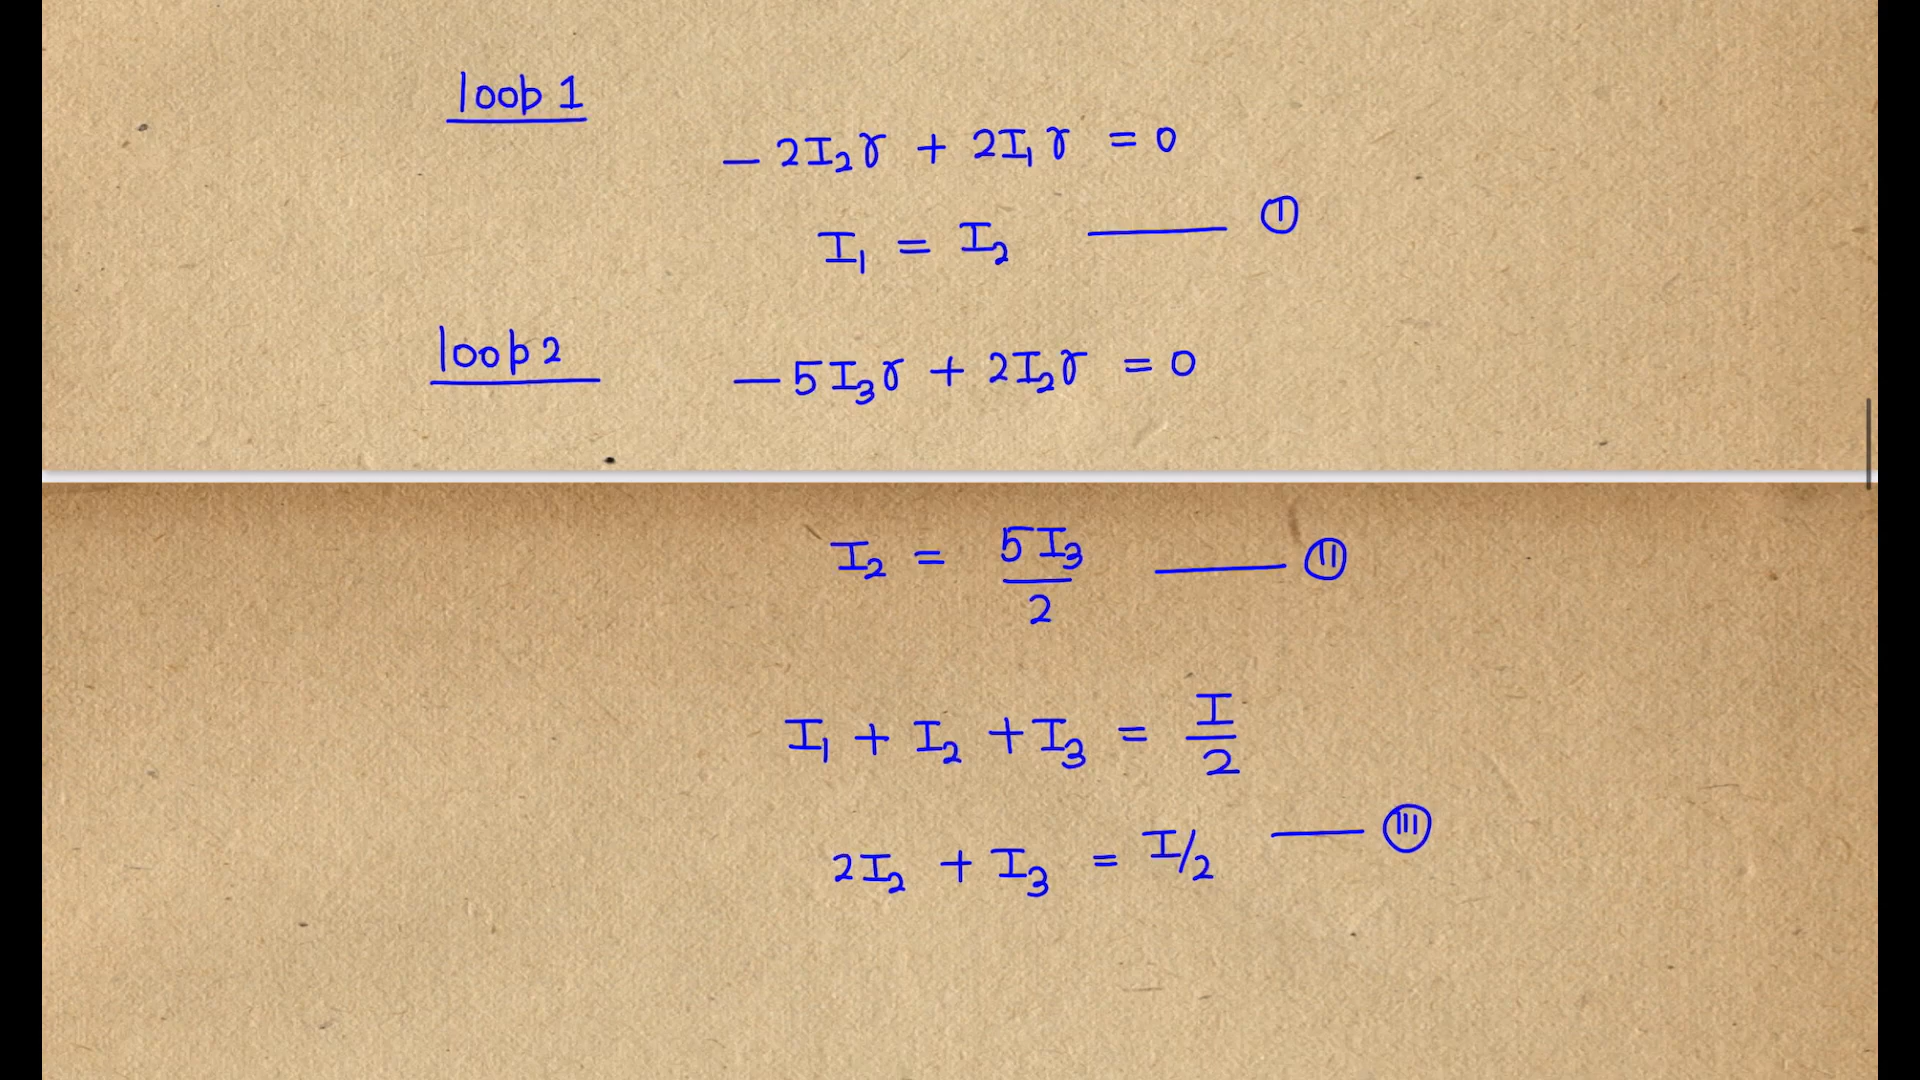 loop 1
− 2I₂r + 2I₁r = 0
I₁ = I₂ ——— Ⓘ
loop 2 − 5I₃r + 2I₂r = 0
I₂ = 5I₃/2 ——— (II)
I₁ + I₂ + I₃ = I/2
2I₂ + I₃ = I/2 ——— (III)